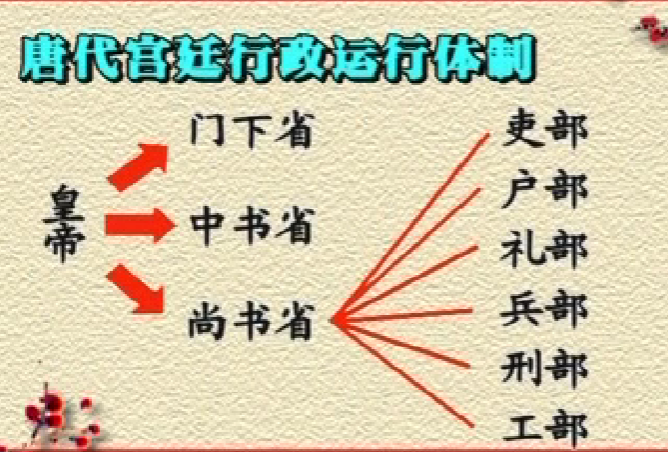 唐代宫廷行政运行体制
皇帝
门下省
中书省
尚书省
吏部
户部
礼部
兵部
刑部
工部